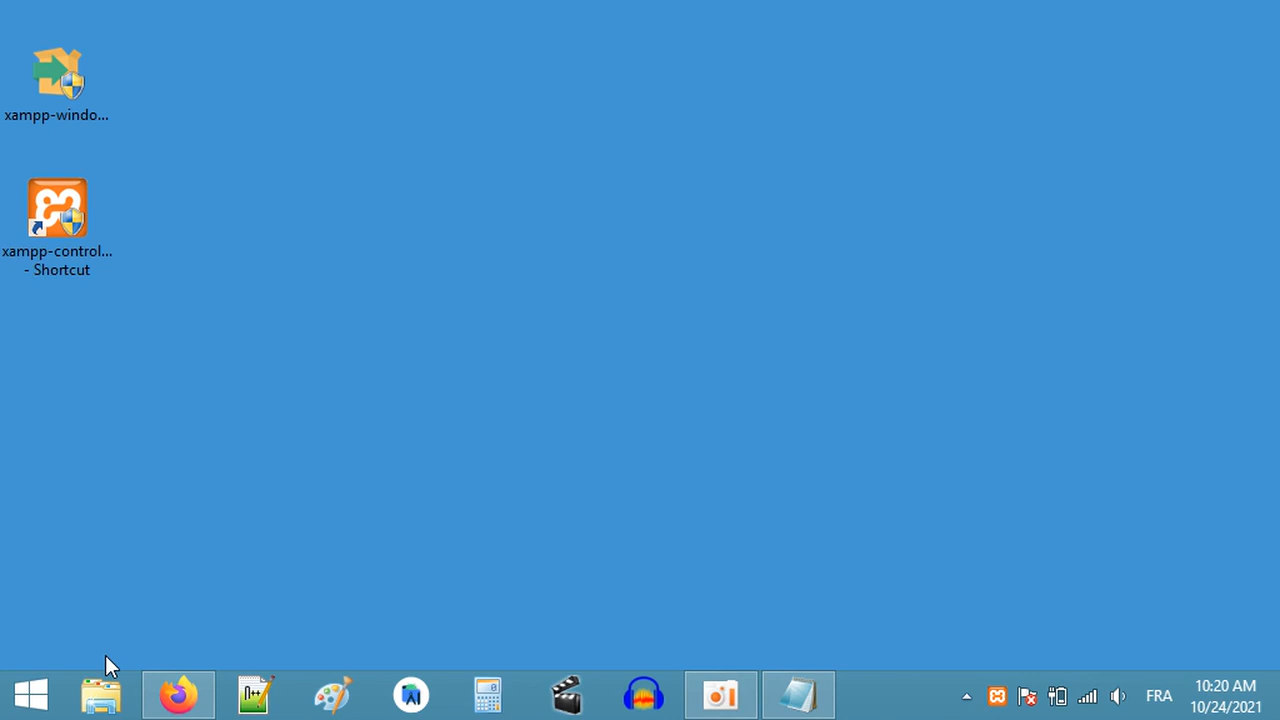 xampp-windo...
xampp-control...
- Shortcut
FRA
10:20 AM
10/24/2021